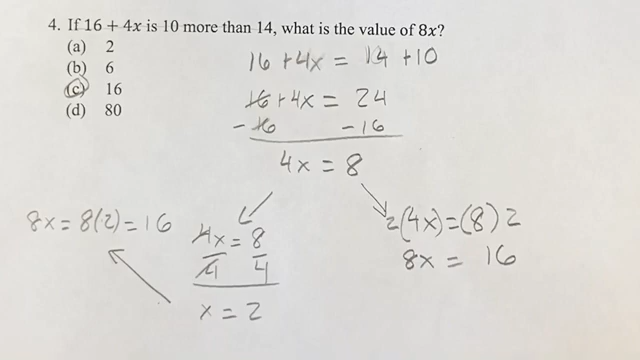 4. If 16 + 4x is 10 more than 14, what is the value of 8x?
(a) 2
(b) 6
(c) 16
(d) 80
16 + 4x = 14 + 10
16 + 4x = 24
- 16 - 16
4x = 8
8x = 8(2) = 16
4x = 8
4 4
x = 2
2(4x) = (8)2
8x = 16